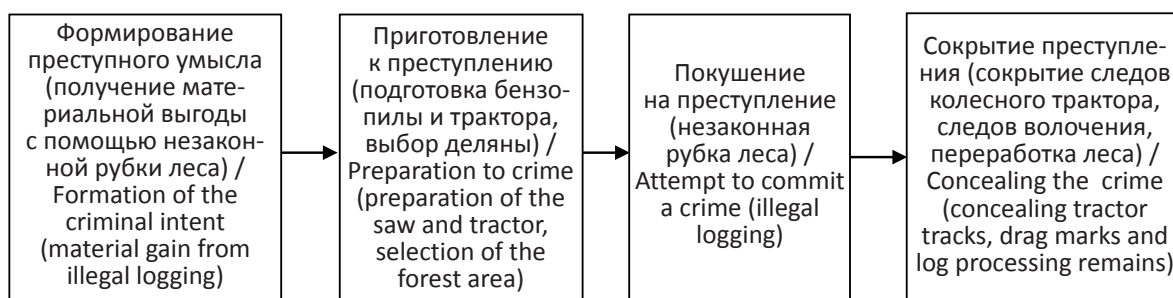 Формирование
преступного умысла
(получение мате-
риальной выгоды
с помощью незакон-
ной рубки леса) /
Formation of the
criminal intent
(material gain from
illegal logging)
Приготовление
к преступлению
(подготовка бензо-
пилы и трактора,
выбор деляны) /
Preparation to crime
(preparation of the
saw and tractor,
selection of the
forest area)
Покушение
на преступление
(незаконная
рубка леса) /
Attempt to commit
a crime (illegal
logging)
Сокрытие преступле-
ния (сокрытие следов
колесного трактора,
следов волочения,
переработка леса) /
Concealing the crime
(concealing tractor
tracks, drag marks and
log processing remains)